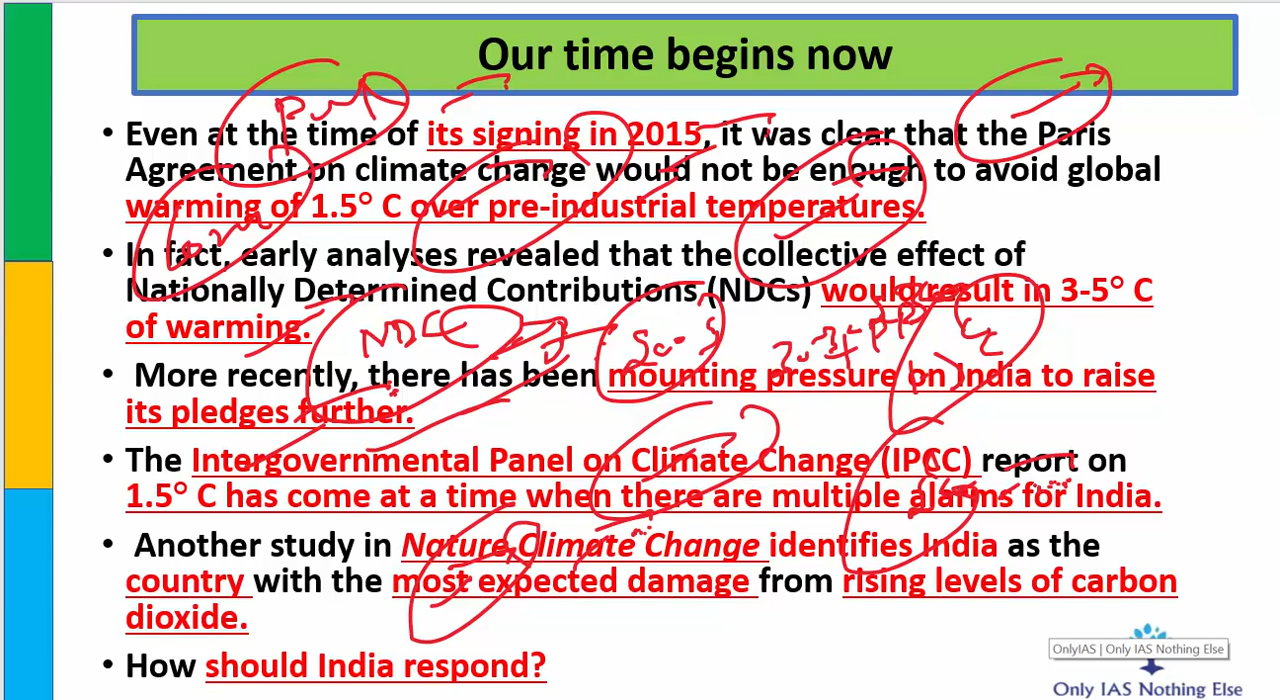 Our time begins now
• Even at the time of its signing in 2015, it was clear that the Paris
Agreement on climate change would not be enough to avoid global
warming of 1.5° C over pre-industrial temperatures.
• In fact, early analyses revealed that the collective effect of
Nationally Determined Contributions (NDCs) would result in 3-5° C
of warming.
NDC
• More recently, there has been mounting pressure on India to raise
its pledges further.
• The Intergovernmental Panel on Climate Change (IPCC) report on
1.5° C has come at a time when there are multiple alarms for India.
• Another study in Nature Climate Change identifies India as the
country with the most expected damage from rising levels of carbon
dioxide.
• How should India respond?
OnlyIAS | Only IAS Nothing Else
Only IAS Nothing Else